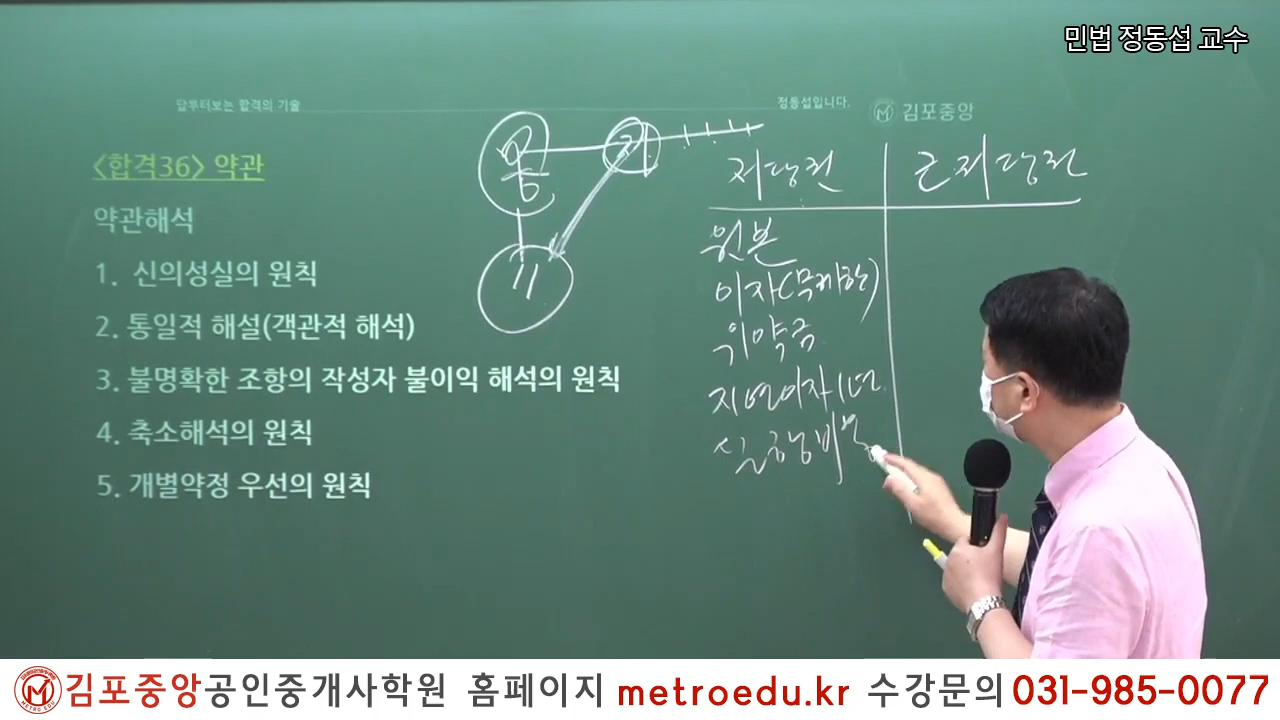 민법 정동섭 교수
답부터보는 합격의 기술
정동섭입니다.
김포중앙
<합격36> 약관
약관해석
1. 신의성실의 원칙
2. 통일적 해설(객관적 해석)
3. 불명확한 조항의 작성자 불이익 해석의 원칙
4. 축소해석의 원칙
5. 개별약정 우선의 원칙
저당권
근저당권
원본
이자(무제한)
위약금
지연이자 1년
실행비용
김포중앙공인중개사학원 홈페이지 metroedu.kr 수강문의 031-985-0077